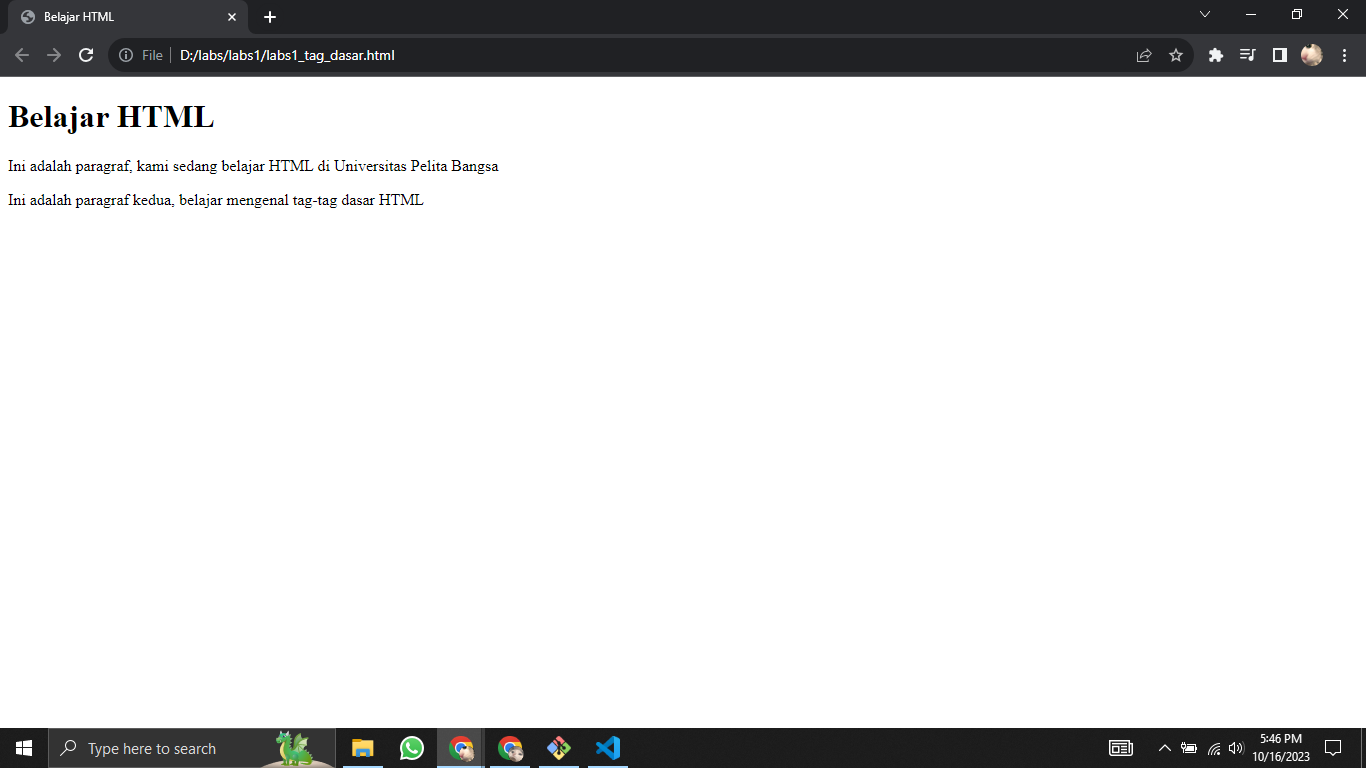 Belajar HTML
File D:/labs/labs1/labs1_tag_dasar.html
Belajar HTML
Ini adalah paragraf, kami sedang belajar HTML di Universitas Pelita Bangsa
Ini adalah paragraf kedua, belajar mengenal tag-tag dasar HTML
Type here to search
5:46 PM
10/16/2023